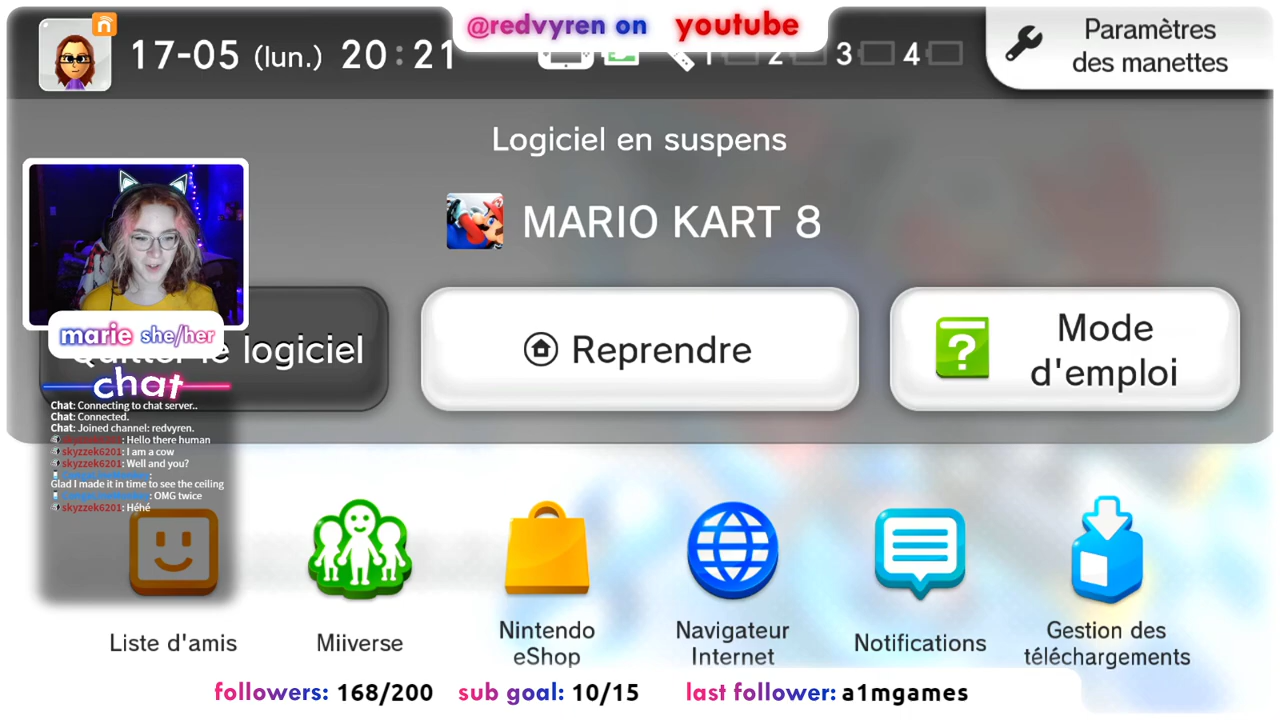 @redvyren on youtube
17-05 (lun.) 20:21
1 2 3 4
Paramètres
des manettes
Logiciel en suspens
MARIO KART 8
marie she/her
Quitter le logiciel
Reprendre
Mode
d'emploi
chat
Chat: Connecting to chat server..
Chat: Connected.
Chat: Joined channel: redvyren.
skyzzek6201: Hello there human
skyzzek6201: I am a cow
skyzzek6201: Well and you?
Glad I made it in time to see the ceiling
: OMG twice
skyzzek6201: Héhé
Liste d'amis
Miiverse
Nintendo
eShop
Navigateur
Internet
Notifications
Gestion des
téléchargements
followers: 168/200 sub goal: 10/15 last follower: a1mgames